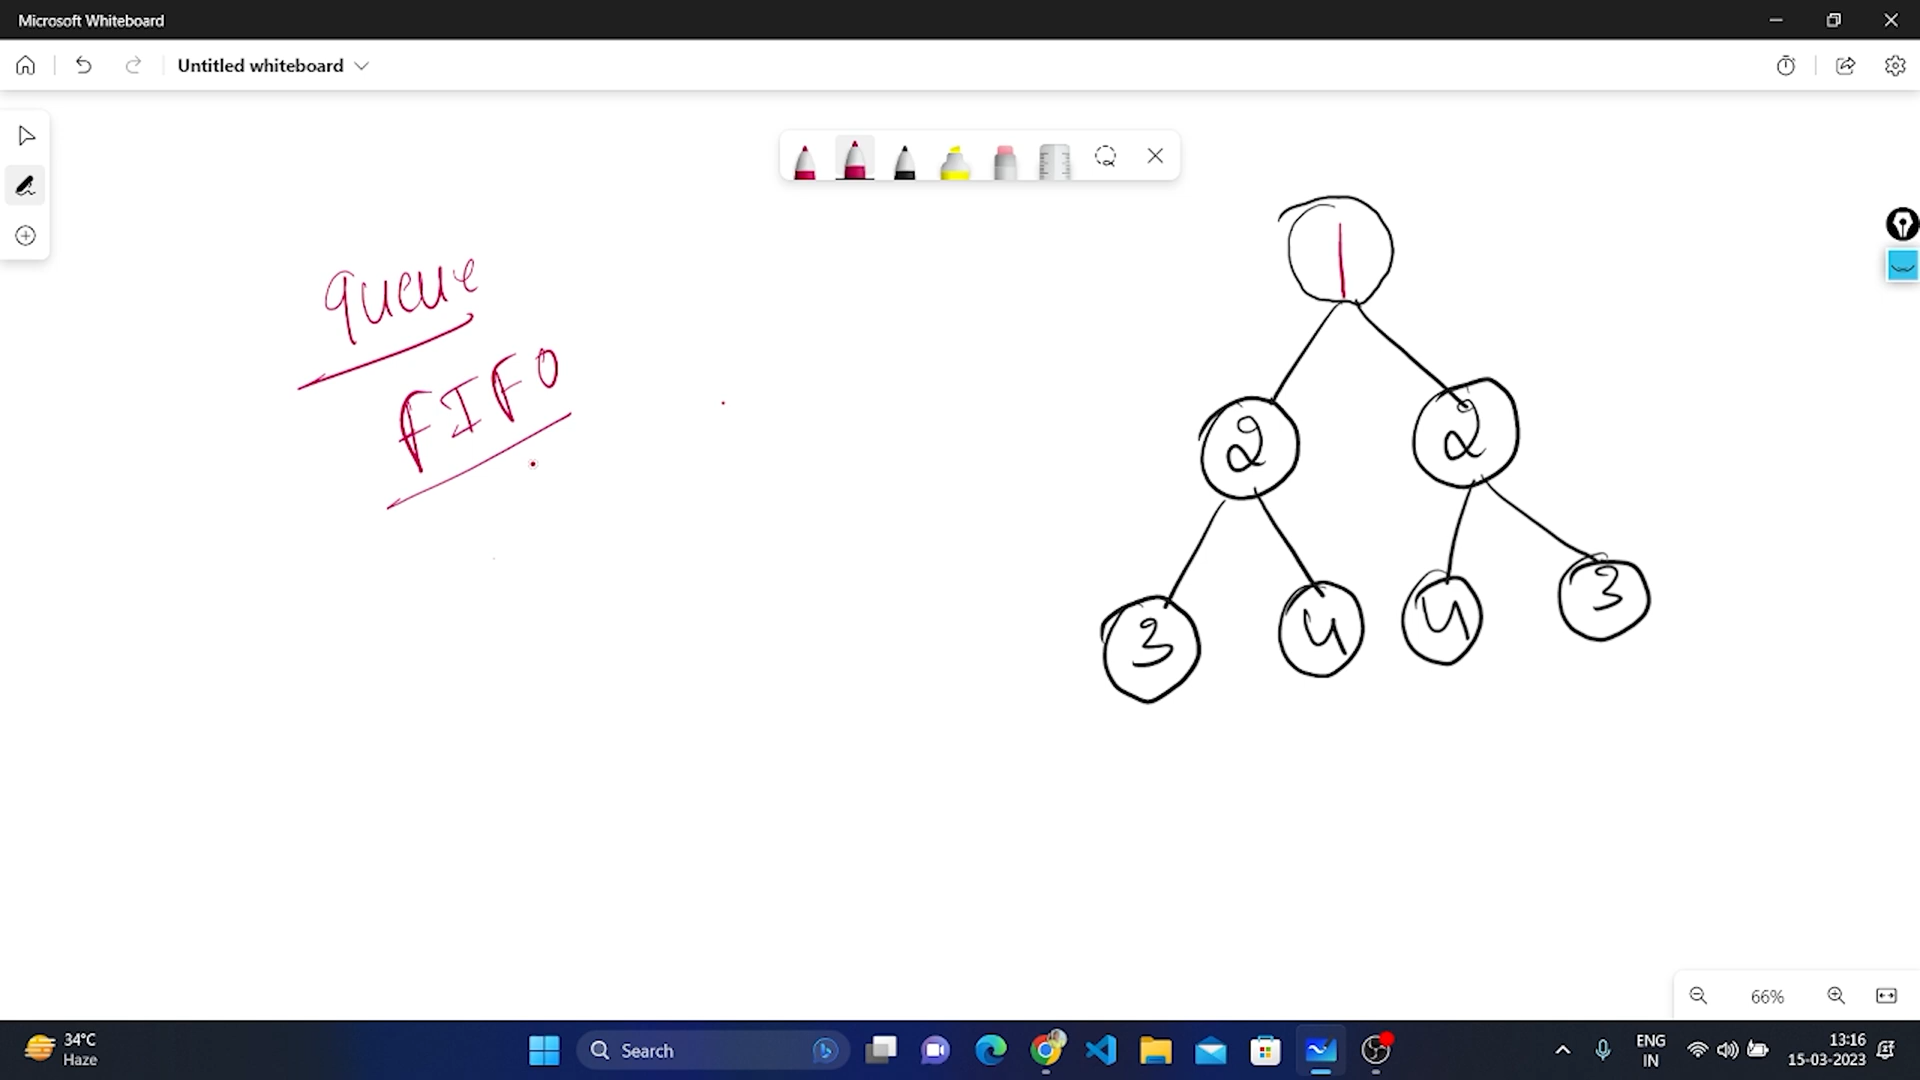 Microsoft Whiteboard
Untitled whiteboard
queue
FIFO
1
2 2
3 4 4 3
66%
34°C
Haze
Search
ENG
IN
13:16
15-03-2023